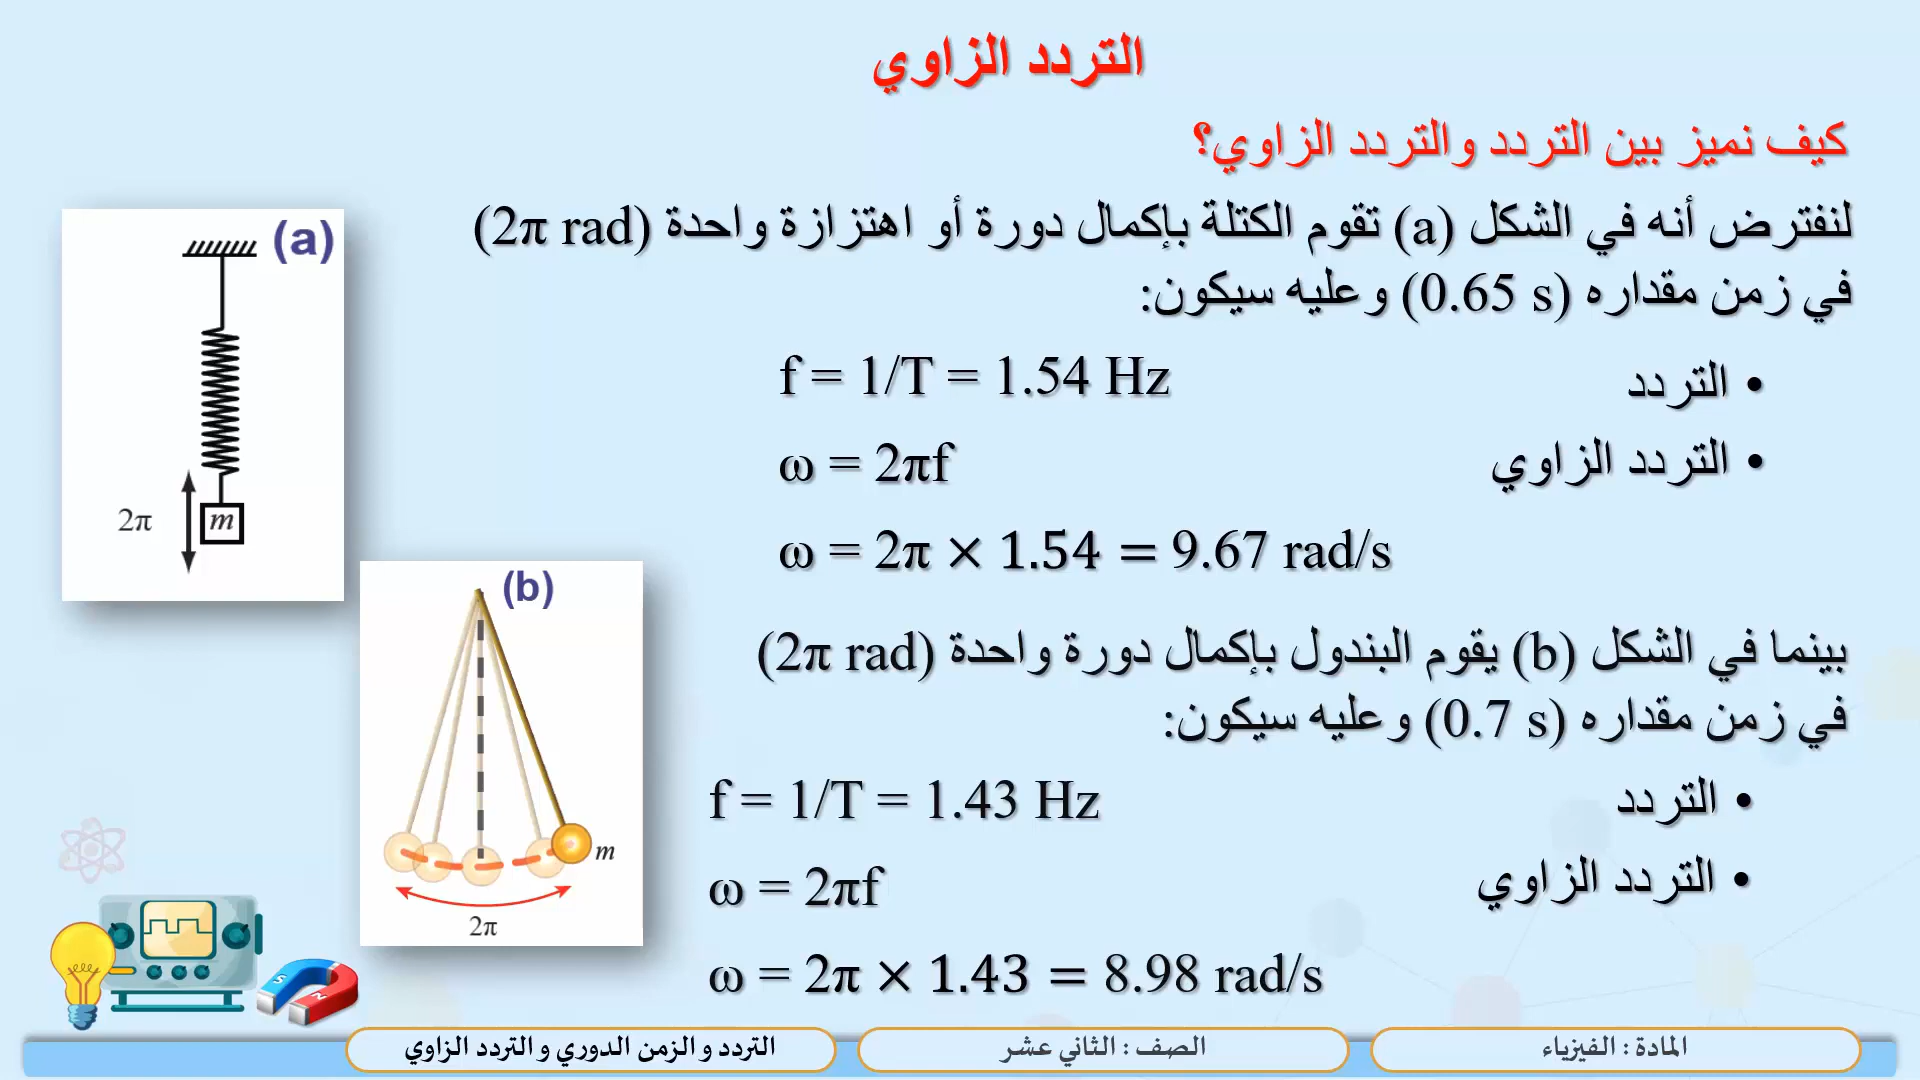 التردد الزاوي
كيف نميز بين التردد والتردد الزاوي؟
لنفترض أنه في الشكل (a) تقوم الكتلة بإكمال دورة أو اهتزازة واحدة (2π rad)
في زمن مقداره (0.65 s) وعليه سيكون:
• التردد f = 1/T = 1.54 Hz
• التردد الزاوي ω = 2πf
ω = 2π × 1.54 = 9.67 rad/s
(a)
2π
m
بينما في الشكل (b) يقوم البندول بإكمال دورة واحدة (2π rad)
في زمن مقداره (0.7 s) وعليه سيكون:
• التردد f = 1/T = 1.43 Hz
• التردد الزاوي ω = 2πf
ω = 2π × 1.43 = 8.98 rad/s
(b)
m
2π
S
N
المادة : الفيزياء
الصف : الثاني عشر
التردد و الزمن الدوري و التردد الزاوي